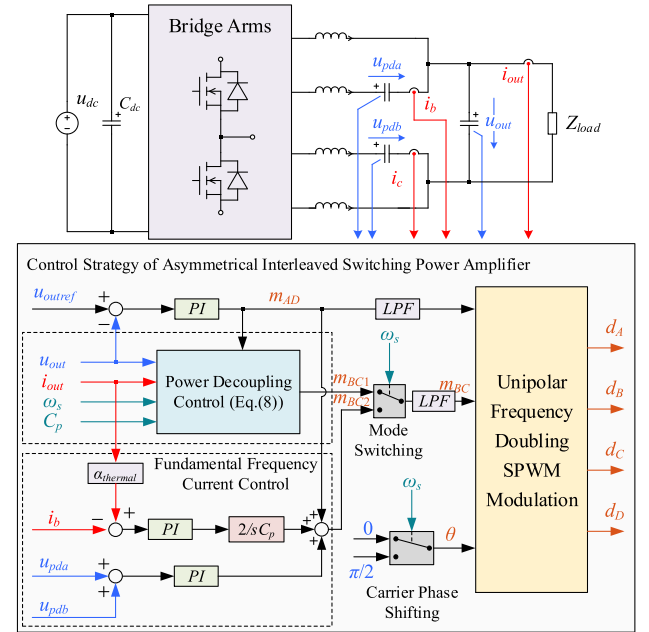 Bridge Arms
u_dc
C_dc
+
+
−
u_pda
+
i_b
u_pdb
+
i_c
i_out
+
u_out
Z_load
Control Strategy of Asymmetrical Interleaved Switching Power Amplifier
u_outref
+
−
PI
m_AD
LPF
u_out
i_out
ω_s
C_p
Power Decoupling
Control (Eq.(8))
m_BC1
m_BC2
ω_s
Mode
Switching
LPF
m_BC
Unipolar
Frequency
Doubling
SPWM
Modulation
d_A
d_B
d_C
d_D
α_thermal
Fundamental Frequency
Current Control
i_b
−
+
PI
2/sC_p
+
+
+
u_pda
+
PI
u_pdb
+
ω_s
0
π/2
θ
Carrier Phase
Shifting